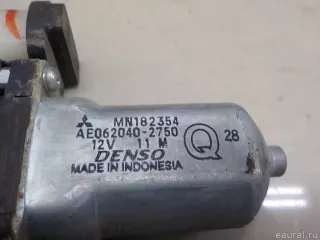 MN182354
AE062040-2750
12V 11 M
DENSO
MADE IN INDONESIA
Q 28
© eaural.ru